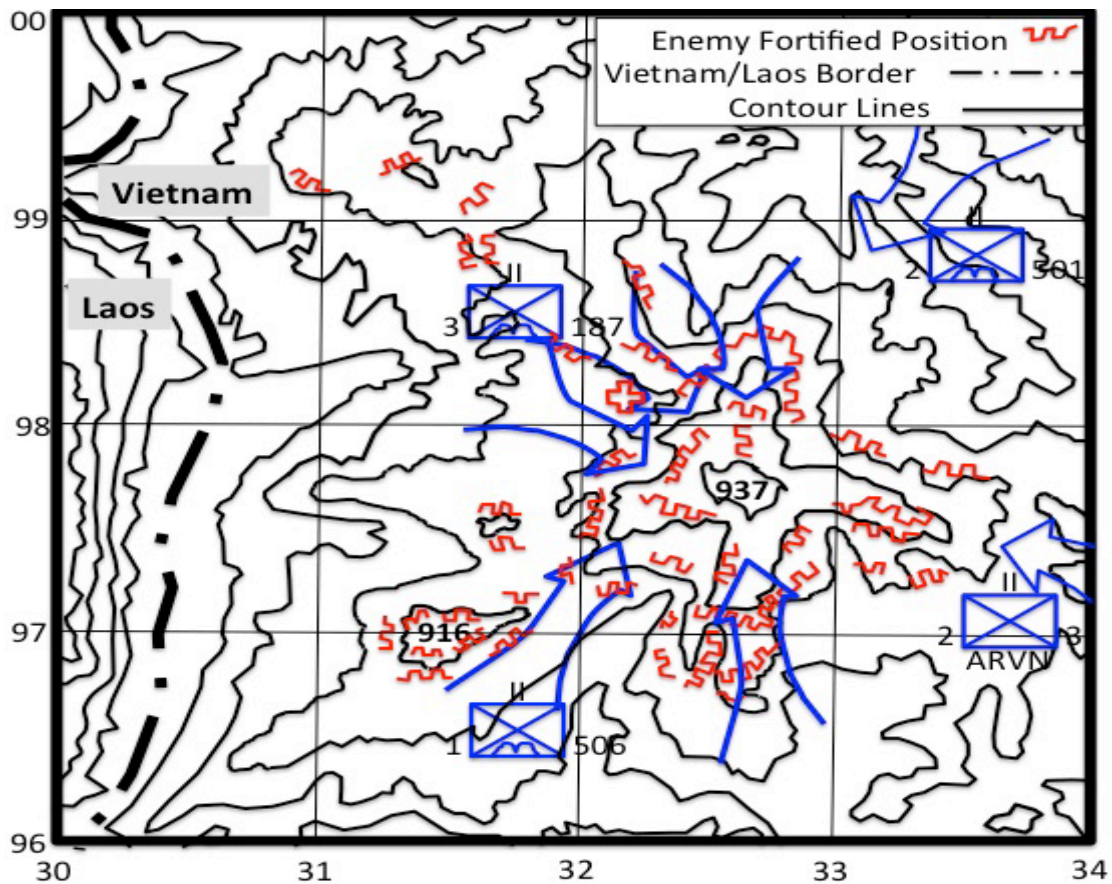 00
Enemy Fortified Position
Vietnam/Laos Border
Contour Lines
Vietnam
99
II
2 501
Laos
II
3 187
98
937
II
97
916
2 3
ARVN
II
1 506
96
30 31 32 33 34